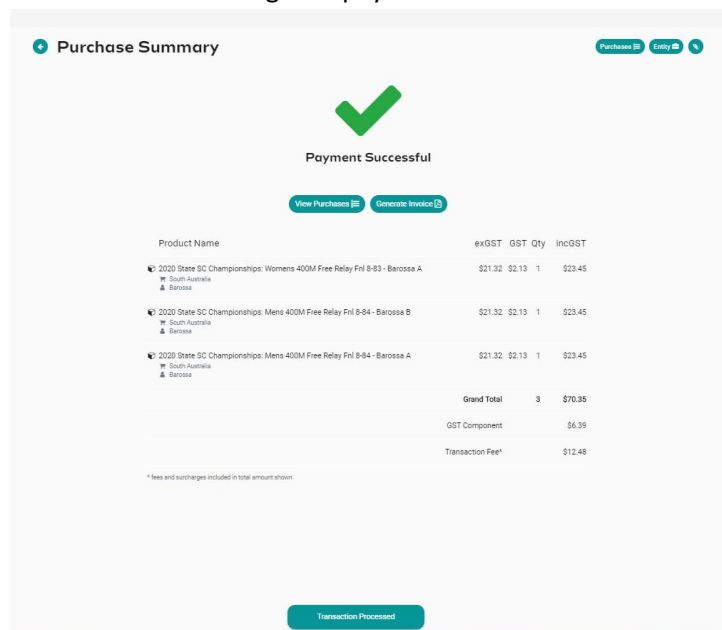 Purchase Summary
Purchases
Entity
Payment Successful
View Purchases
Generate Invoice
Product Name exGST GST Qty incGST
2020 State SC Championships: Womens 400M Free Relay Fnl 8-83 - Barossa A $21.32 $2.13 1 $23.45
South Australia
Barossa
2020 State SC Championships: Mens 400M Free Relay Fnl 8-84 - Barossa B $21.32 $2.13 1 $23.45
South Australia
Barossa
2020 State SC Championships: Mens 400M Free Relay Fnl 8-84 - Barossa A $21.32 $2.13 1 $23.45
South Australia
Barossa
Grand Total 3 $70.35
GST Component $6.39
Transaction Fee* $12.48
* fees and surcharges included in total amount shown
Transaction Processed